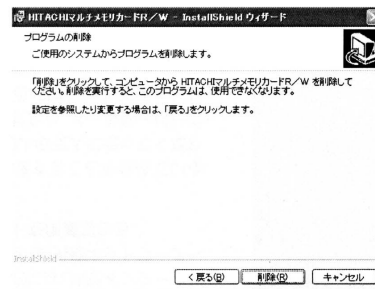 HITACHIマルチメモリカードR／W - InstallShield ウィザード
プログラムの削除
ご使用のシステムからプログラムを削除します。
「削除」をクリックして、コンピュータから HITACHIマルチメモリカードR／W を削除して
ください。削除を実行すると、このプログラムは、使用できなくなります。
設定を参照したり変更する場合は、「戻る」をクリックします。
InstallShield
< 戻る(B)
削除(R)
キャンセル